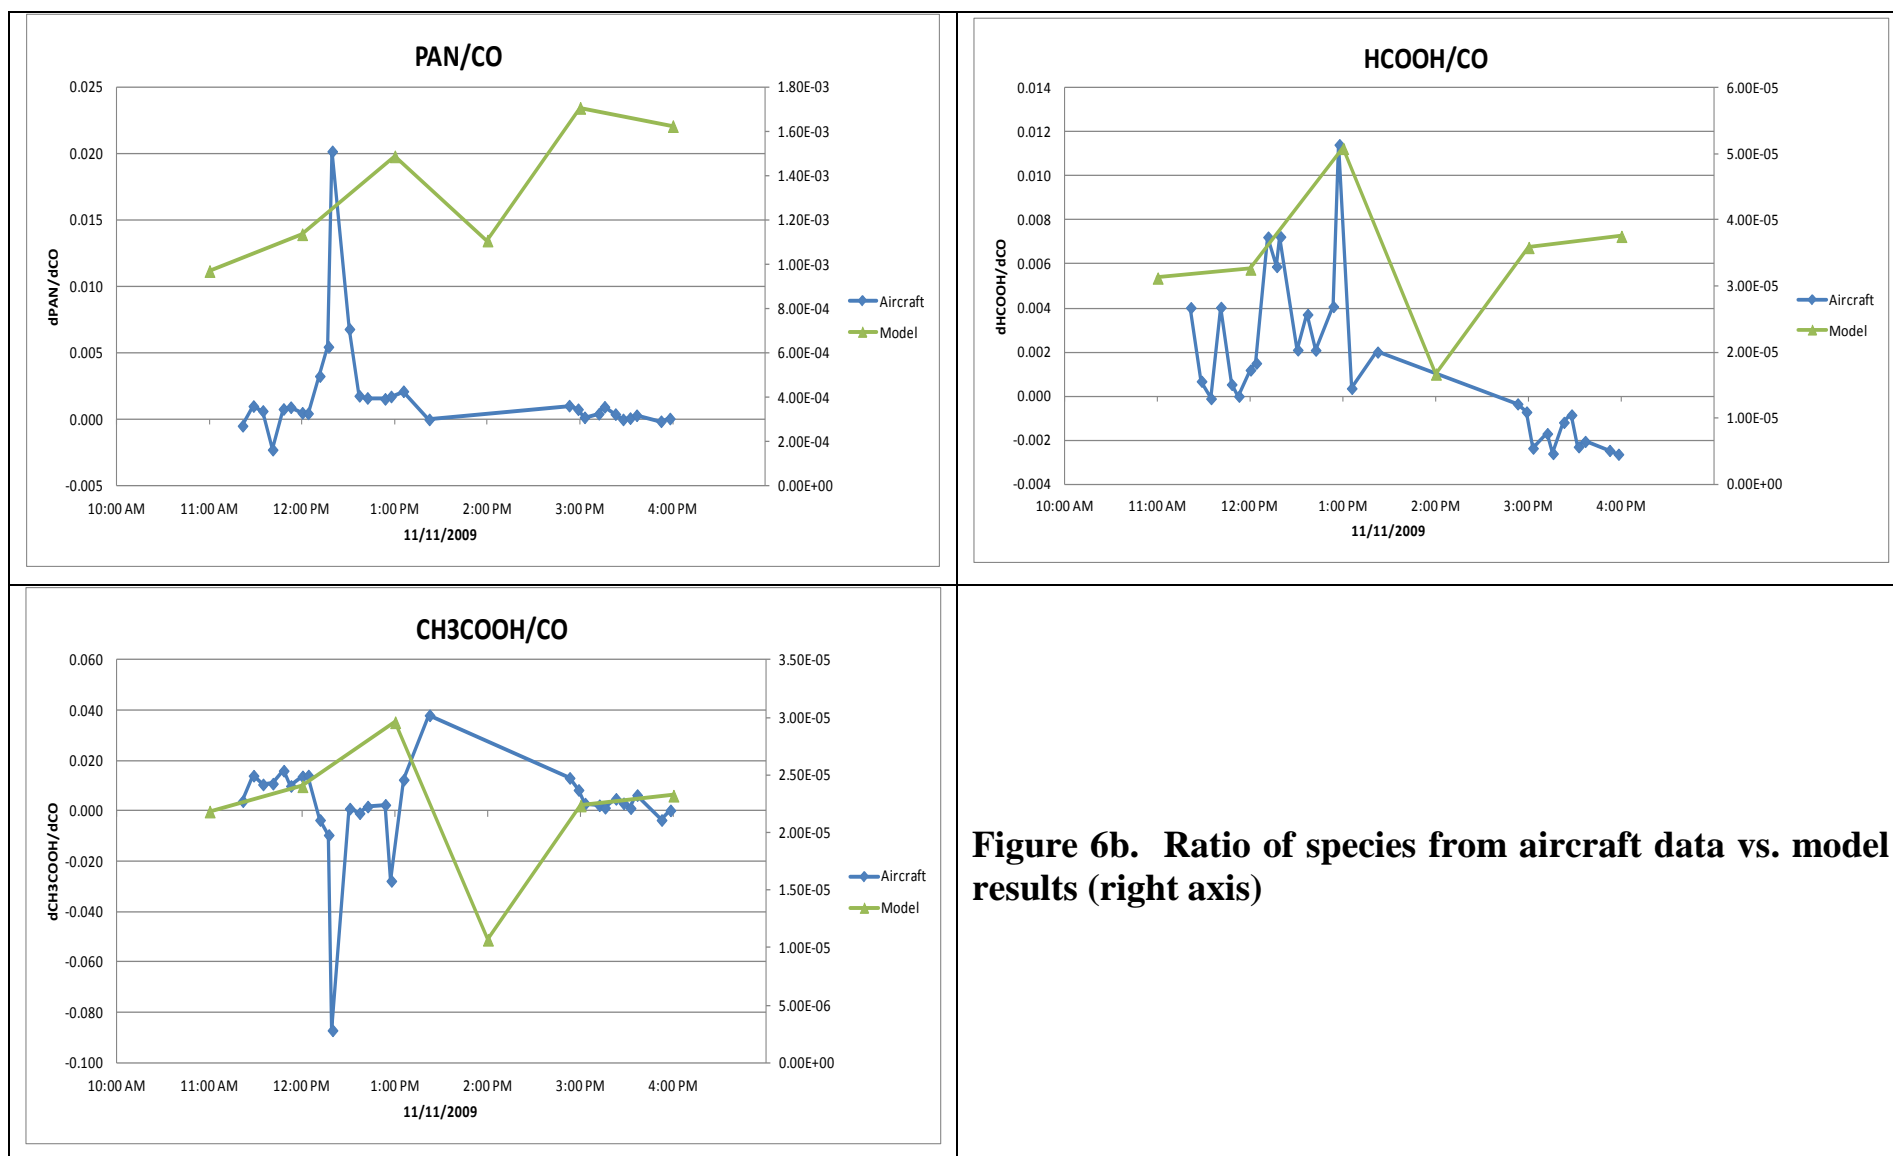 PAN/CO
0.025
0.020
0.015
0.010
0.005
0.000
-0.005
dPAN/dCO
1.80E-03
1.60E-03
1.40E-03
1.20E-03
1.00E-03
8.00E-04
6.00E-04
4.00E-04
2.00E-04
0.00E+00
Aircraft
Model
10:00 AM 11:00 AM 12:00 PM 1:00 PM 2:00 PM 3:00 PM 4:00 PM
11/11/2009
HCOOH/CO
0.014
0.012
0.010
0.008
0.006
0.004
0.002
0.000
-0.002
-0.004
dHCOOH/dCO
6.00E-05
5.00E-05
4.00E-05
3.00E-05
2.00E-05
1.00E-05
0.00E+00
Aircraft
Model
10:00 AM 11:00 AM 12:00 PM 1:00 PM 2:00 PM 3:00 PM 4:00 PM
11/11/2009
CH3COOH/CO
0.060
0.040
0.020
0.000
-0.020
-0.040
-0.060
-0.080
-0.100
dCH3COOH/dCO
3.50E-05
3.00E-05
2.50E-05
2.00E-05
1.50E-05
1.00E-05
5.00E-06
0.00E+00
Aircraft
Model
10:00 AM 11:00 AM 12:00 PM 1:00 PM 2:00 PM 3:00 PM 4:00 PM
11/11/2009
Figure 6b. Ratio of species from aircraft data vs. model
results (right axis)